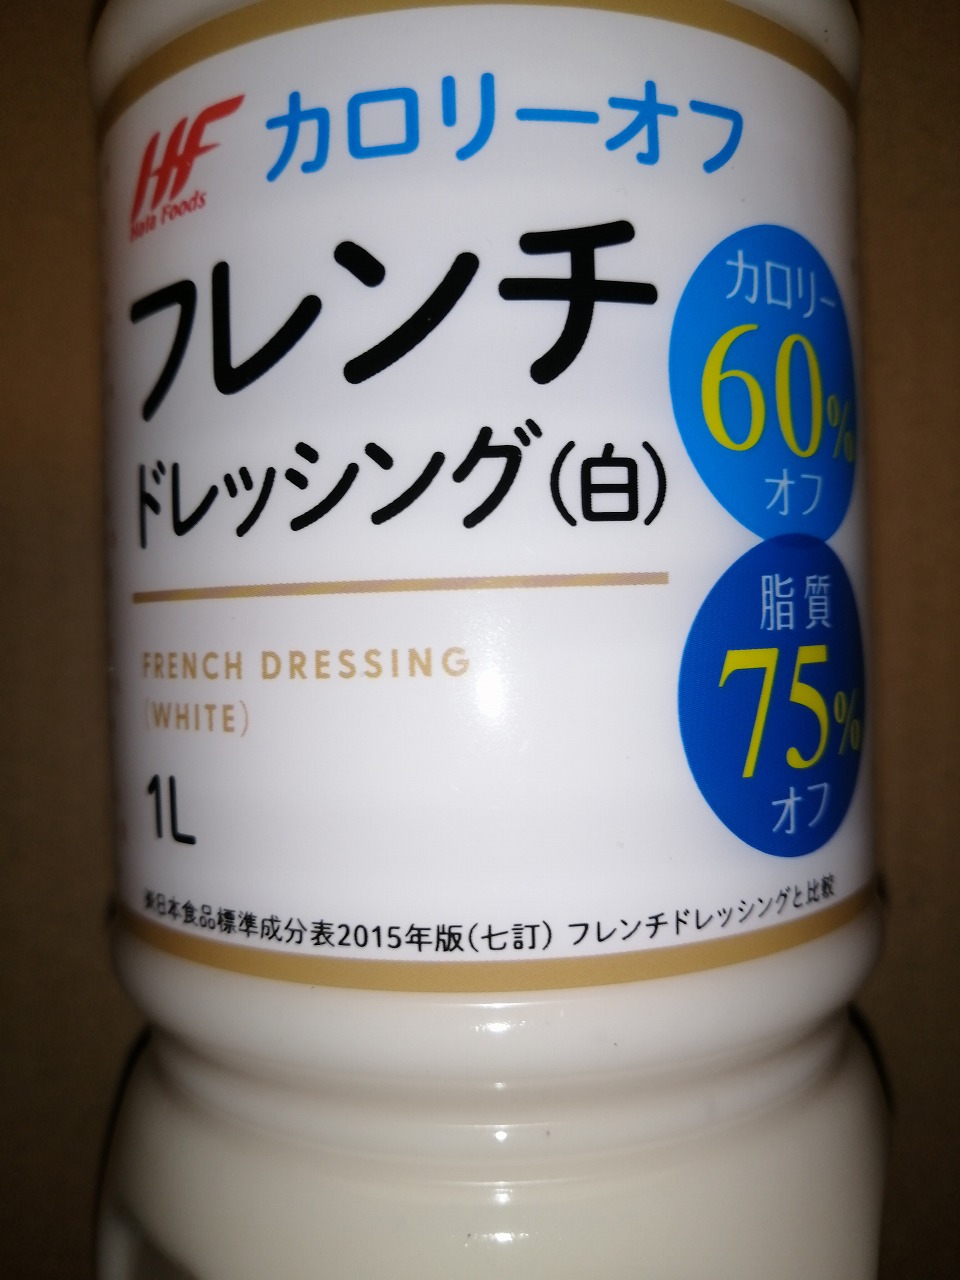 HF
カロリーオフ
Hata Foods
フレンチ
ドレッシング(白)
カロリー
60%
オフ
脂質
75%
オフ
FRENCH DRESSING
(WHITE)
1L
※日本食品標準成分表2015年版(七訂) フレンチドレッシングと比較